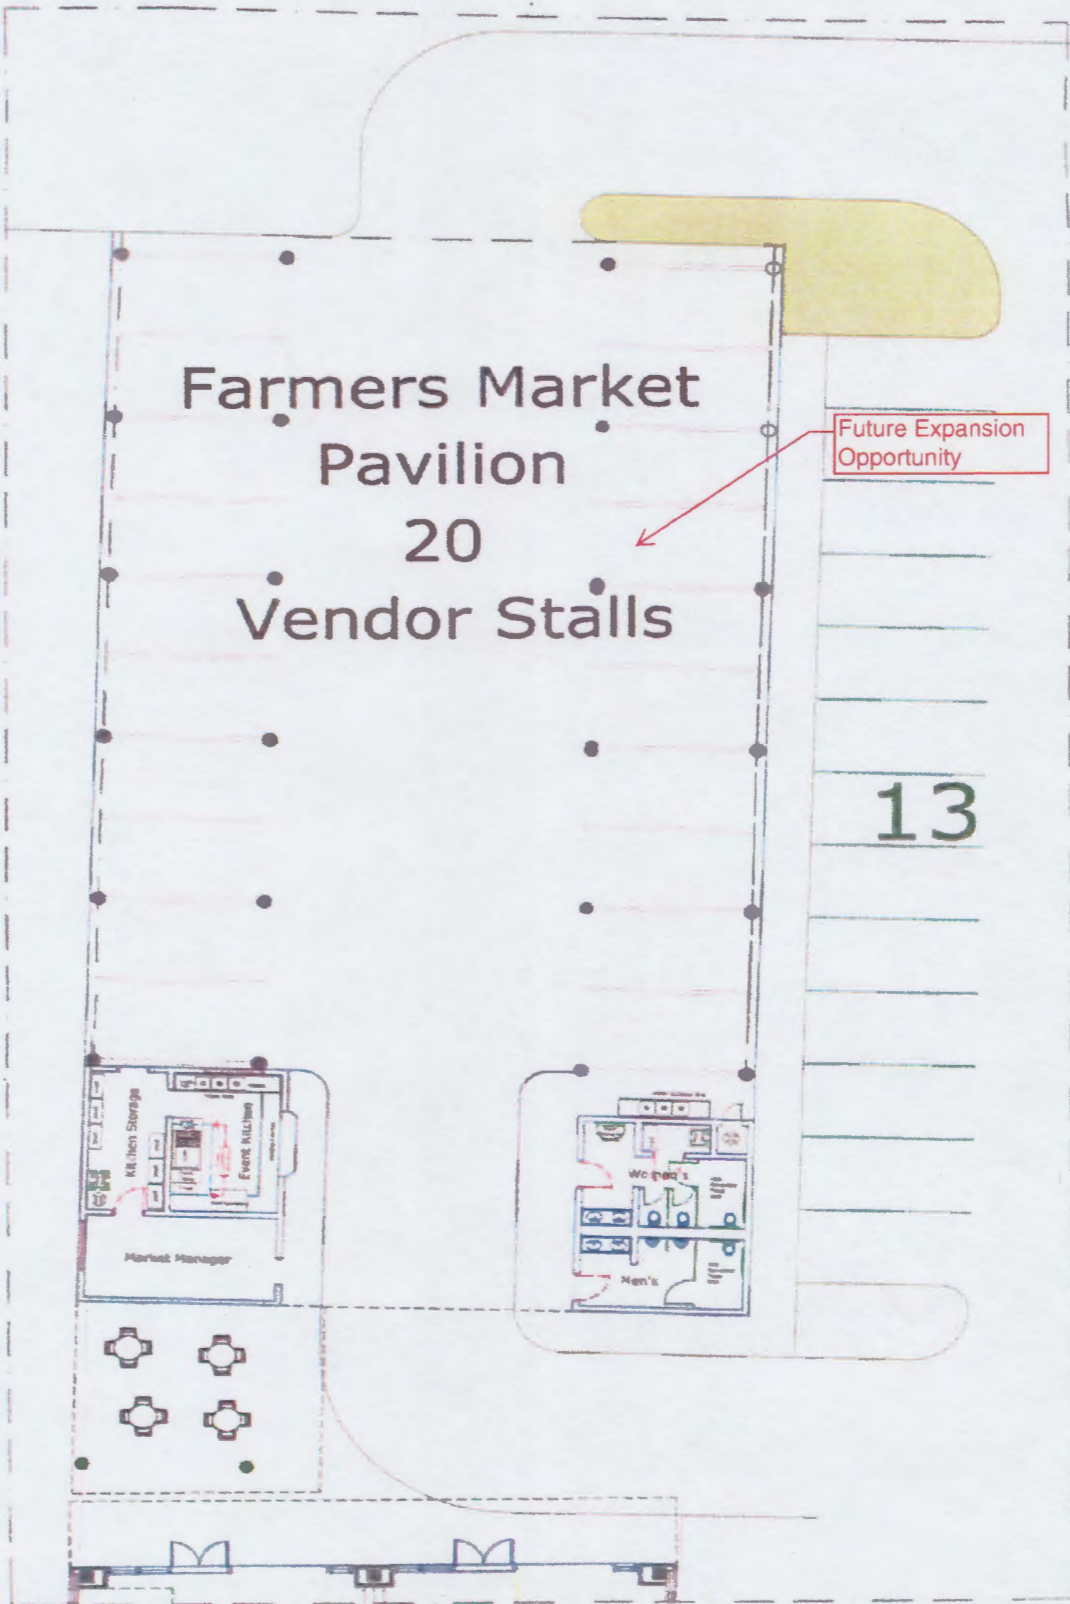 Farmers Market
Pavilion
20
Vendor Stalls
Future Expansion
Opportunity
13
Kitchen Storage
Event Kitchen
Market Manager
Women's
Men's